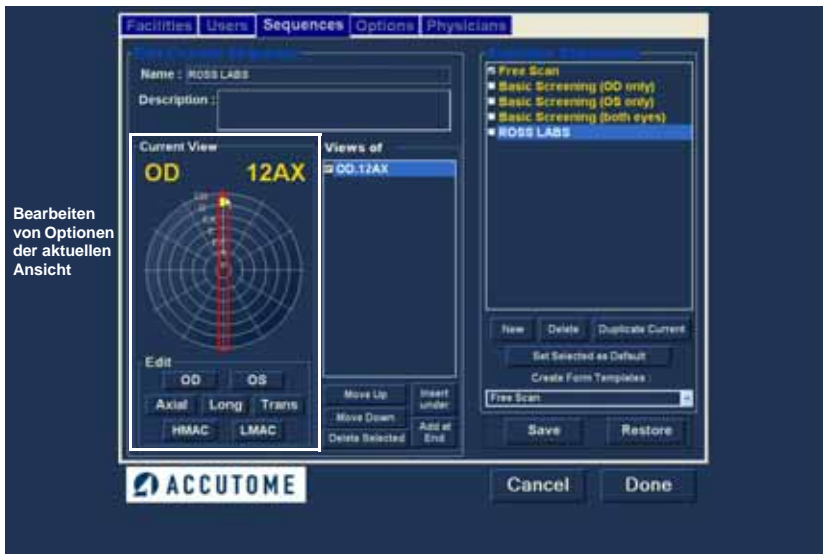 Facilities Users Sequences Options Physicians
Name : ROSS LABS
Description :
Current View
OD 12AX
Edit
OD OS
Axial Long Trans
HMAC LMAC
Views of
OD.12AX
Move Up
Insert under
Move Down
Add at End
Delete Selected
Free Scan
Basic Screening (OD only)
Basic Screening (OS only)
Basic Screening (both eyes)
ROSS LABS
New Delete Duplicate Current
Set Selected as Default
Create Form Templates :
Free Scan
Save Restore
Bearbeiten
von Optionen
der aktuellen
Ansicht
ACCUTOME
Cancel Done